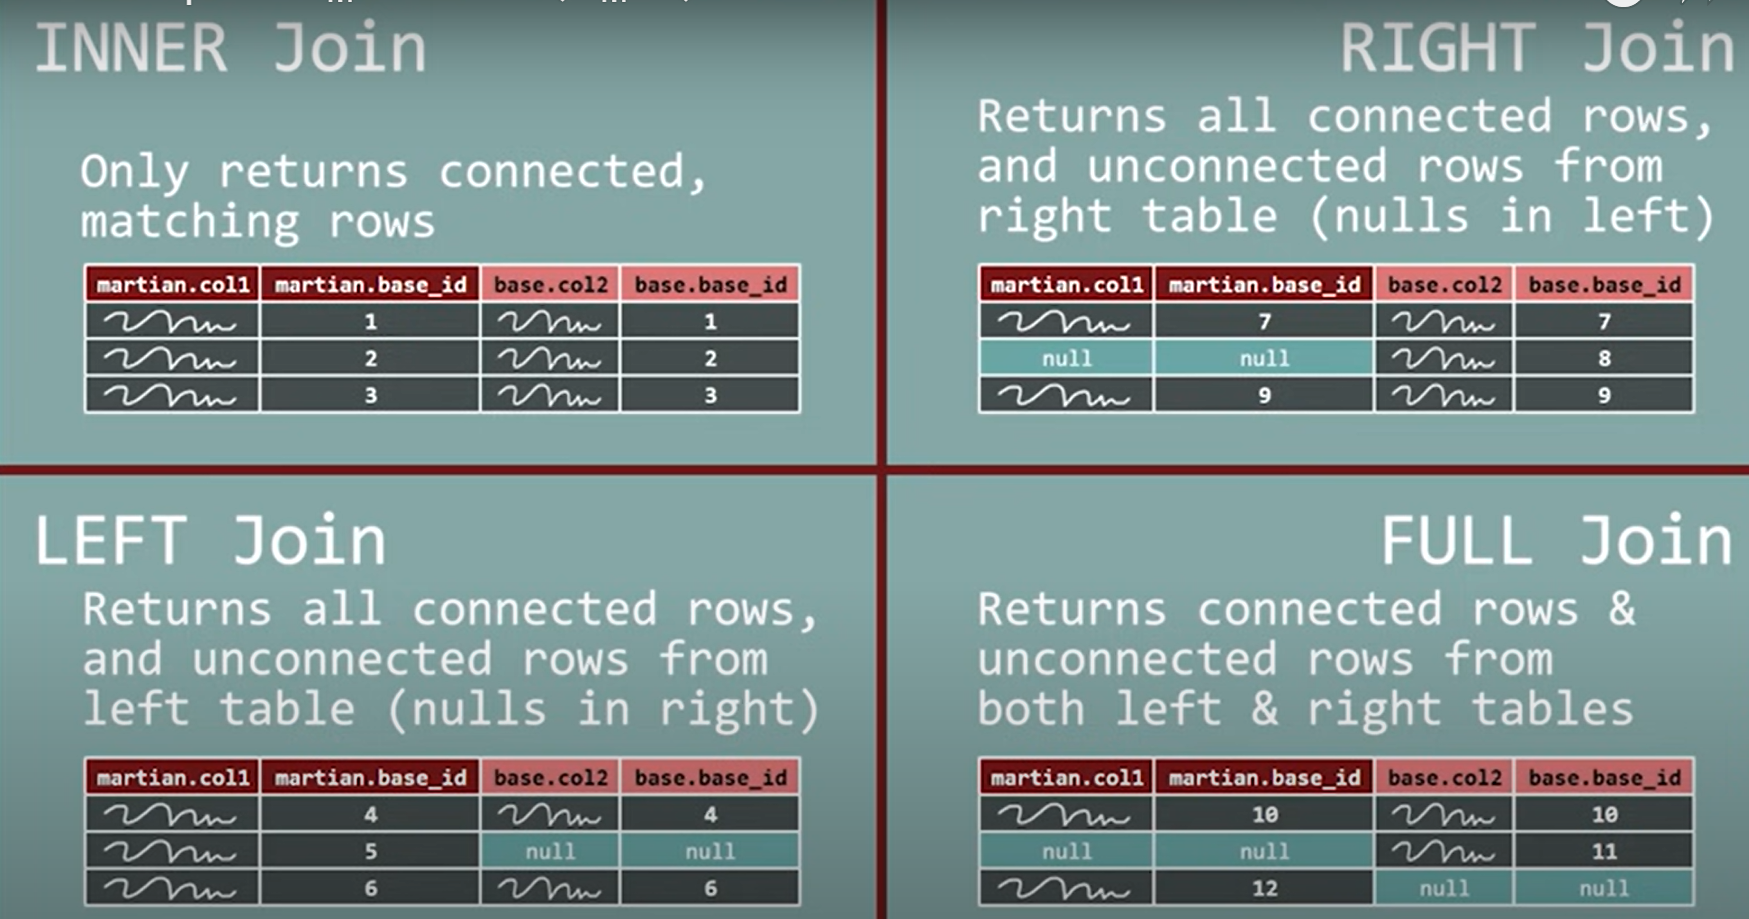 INNER Join
Only returns connected,
matching rows
martian.col1 martian.base_id base.col2 base.base_id
1 1
2 2
3 3
RIGHT Join
Returns all connected rows,
and unconnected rows from
right table (nulls in left)
martian.col1 martian.base_id base.col2 base.base_id
7 7
null null 8
9 9
LEFT Join
Returns all connected rows,
and unconnected rows from
left table (nulls in right)
martian.col1 martian.base_id base.col2 base.base_id
4 4
5 null null
6 6
FULL Join
Returns connected rows &
unconnected rows from
both left & right tables
martian.col1 martian.base_id base.col2 base.base_id
10 10
null null 11
12 null null